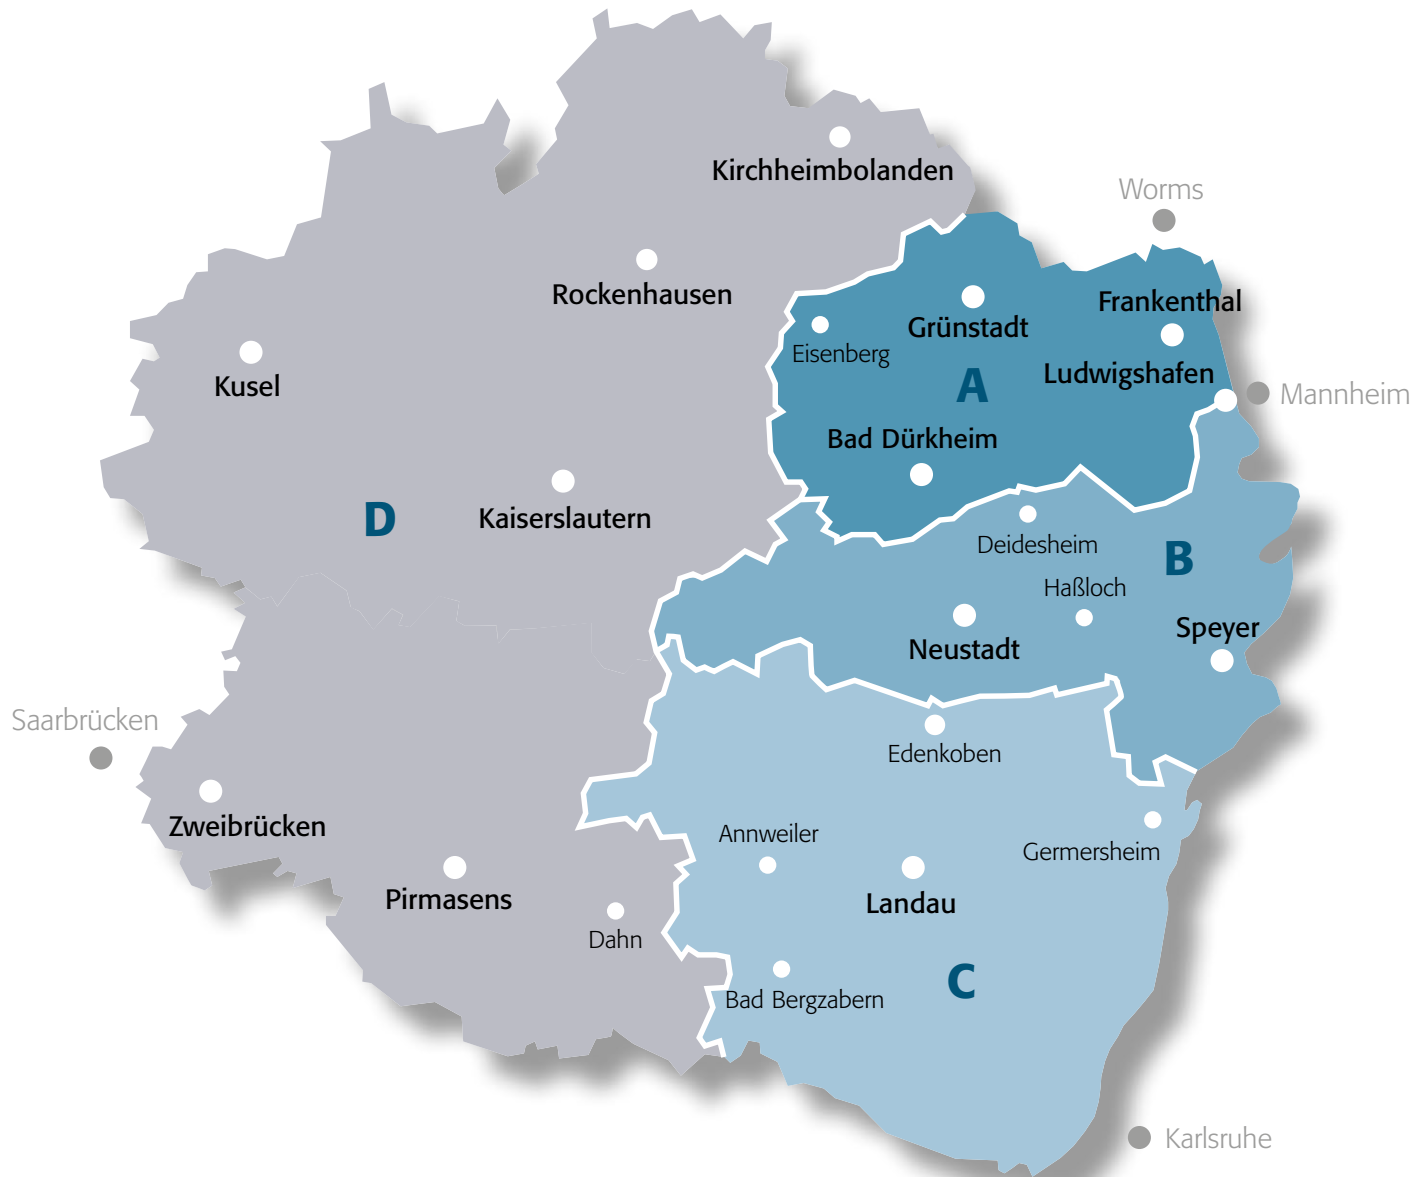 Kirchheimbolanden
Worms
Rockenhausen
Frankenthal
Grünstadt
Eisenberg
Ludwigshafen
Kusel
A
Mannheim
Bad Dürkheim
D
Kaiserslautern
Deidesheim
B
Haßloch
Speyer
Neustadt
Saarbrücken
Edenkoben
Zweibrücken
Annweiler
Germersheim
Pirmasens
Landau
Dahn
C
Bad Bergzabern
Karlsruhe